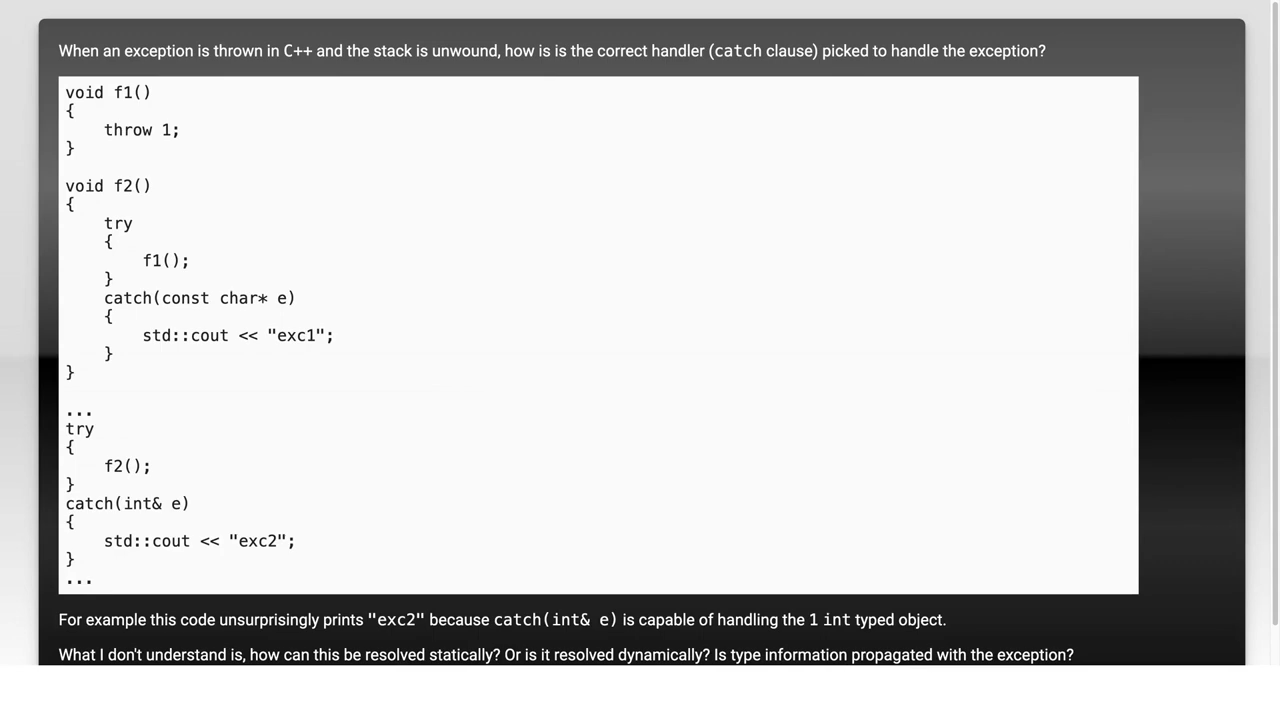 When an exception is thrown in C++ and the stack is unwound, how is is the correct handler (catch clause) picked to handle the exception?
void f1()
{
    throw 1;
}
void f2()
{
    try
    {
        f1();
    }
    catch(const char* e)
    {
        std::cout << "exc1";
    }
}
...
try
{
    f2();
}
catch(int& e)
{
    std::cout << "exc2";
}
...
For example this code unsurprisingly prints "exc2" because catch(int& e) is capable of handling the 1 int typed object.
What I don't understand is, how can this be resolved statically? Or is it resolved dynamically? Is type information propagated with the exception?